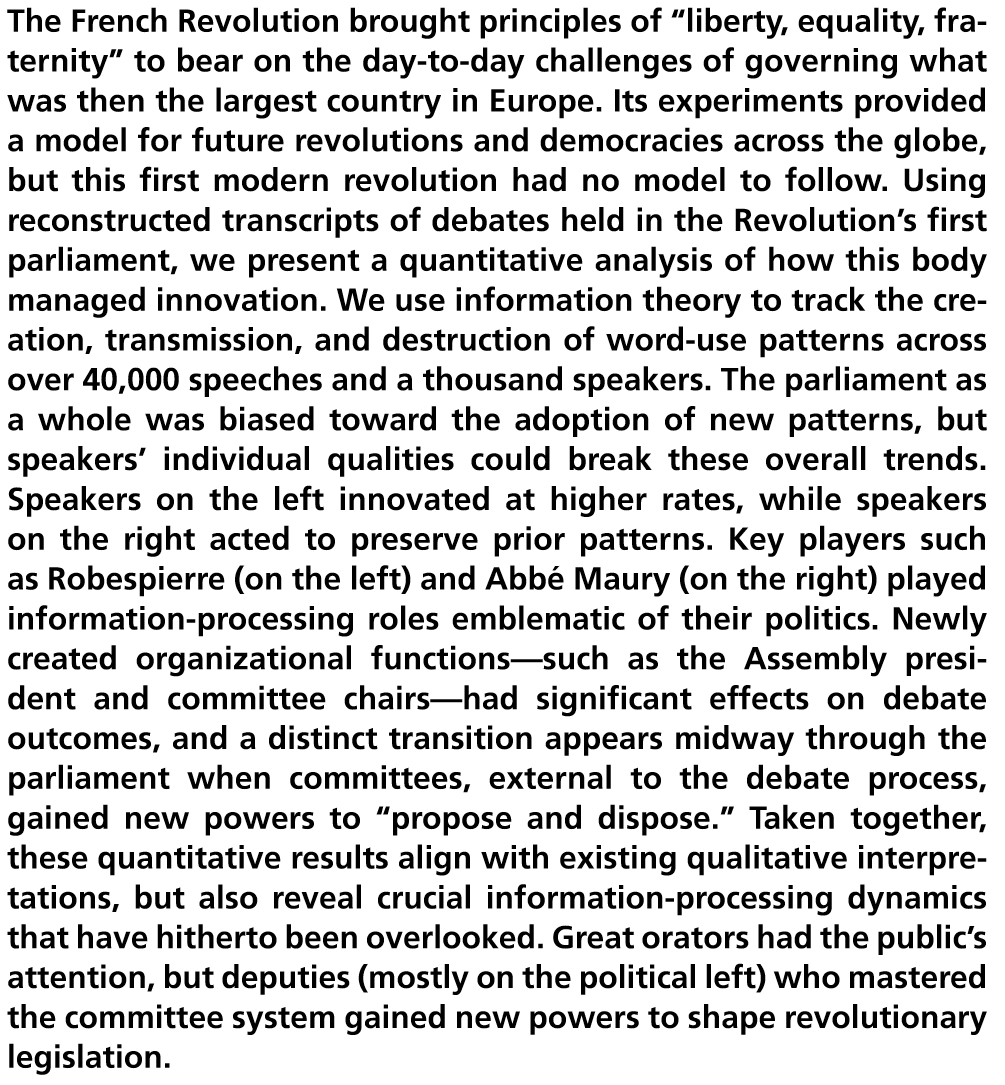 The French Revolution brought principles of “liberty, equality, fra-
ternity” to bear on the day-to-day challenges of governing what
was then the largest country in Europe. Its experiments provided
a model for future revolutions and democracies across the globe,
but this first modern revolution had no model to follow. Using
reconstructed transcripts of debates held in the Revolution’s first
parliament, we present a quantitative analysis of how this body
managed innovation. We use information theory to track the cre-
ation, transmission, and destruction of word-use patterns across
over 40,000 speeches and a thousand speakers. The parliament as
a whole was biased toward the adoption of new patterns, but
speakers’ individual qualities could break these overall trends.
Speakers on the left innovated at higher rates, while speakers
on the right acted to preserve prior patterns. Key players such
as Robespierre (on the left) and Abbé Maury (on the right) played
information-processing roles emblematic of their politics. Newly
created organizational functions—such as the Assembly presi-
dent and committee chairs—had significant effects on debate
outcomes, and a distinct transition appears midway through the
parliament when committees, external to the debate process,
gained new powers to “propose and dispose.” Taken together,
these quantitative results align with existing qualitative interpre-
tations, but also reveal crucial information-processing dynamics
that have hitherto been overlooked. Great orators had the public’s
attention, but deputies (mostly on the political left) who mastered
the committee system gained new powers to shape revolutionary
legislation.